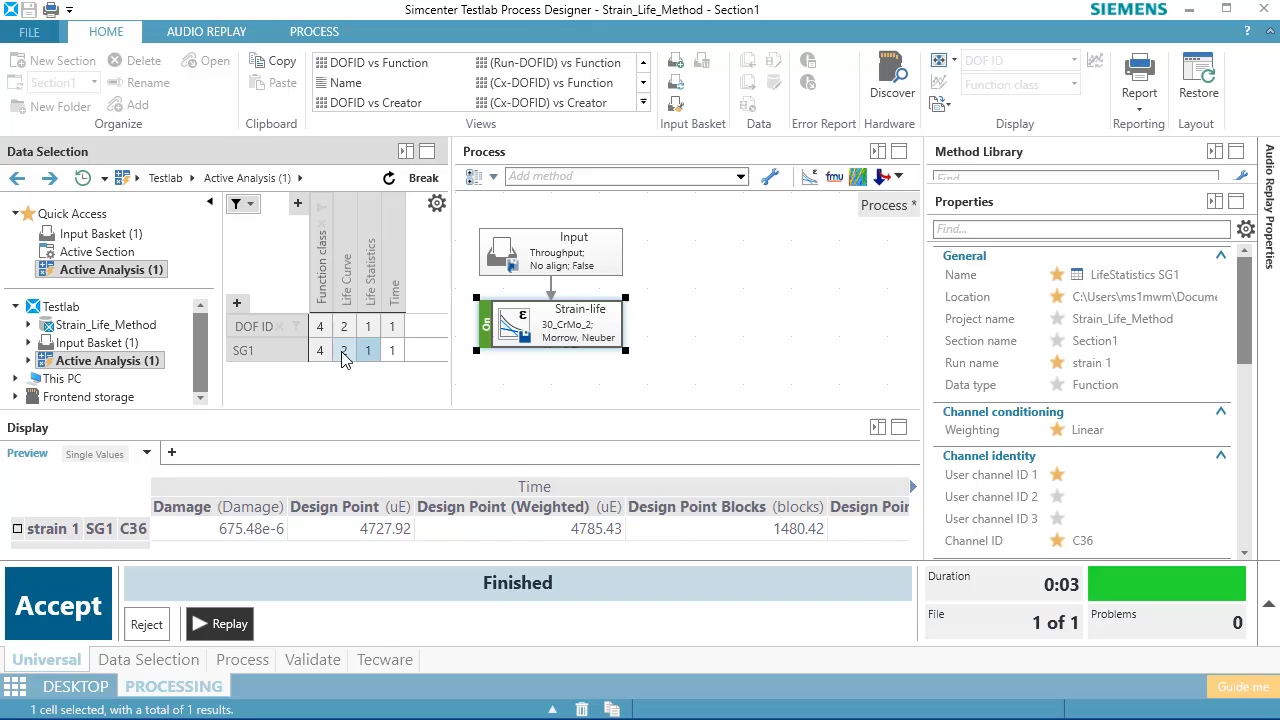 Simcenter Testlab Process Designer - Strain_Life_Method - Section1
SIEMENS
FILE
HOME
AUDIO REPLAY
PROCESS
New Section
Delete
Open
Section1
Rename
New Folder
Add
Organize
Copy
Paste
Clipboard
DOFID vs Function
(Run-DOFID) vs Function
Name
(Cx-DOFID) vs Function
DOFID vs Creator
(Cx-DOFID) vs Creator
Views
Input Basket
Data
Error Report
Discover
Hardware
DOF ID
Function class
Display
Report
Reporting
Restore
Layout
Data Selection
Testlab
Active Analysis (1)
Break
Quick Access
Input Basket (1)
Active Section
Active Analysis (1)
Testlab
Strain_Life_Method
Input Basket (1)
Active Analysis (1)
This PC
Frontend storage
Function class
Life Curve
Life Statistics
Time
DOF ID 4 2 1 1
SG1 4 2 1 1
Process
Add method
fmu
Process *
Input
Throughput;
No align; False
On
ε
Strain-life
30_CrMo_2;
Morrow, Neuber
Method Library
Find...
Properties
Find...
General
Name LifeStatistics SG1
Location C:\Users\ms1mwm\Docume
Project name Strain_Life_Method
Section name Section1
Run name strain 1
Data type Function
Channel conditioning
Weighting Linear
Channel identity
User channel ID 1
User channel ID 2
User channel ID 3
Channel ID C36
Audio Replay Properties
Display
Preview
Single Values
Time
Damage (Damage) Design Point (uE) Design Point (Weighted) (uE) Design Point Blocks (blocks) Design Poin
strain 1 SG1 C36 675.48e-6 4727.92 4785.43 1480.42
Accept
Finished
Reject
Replay
Duration 0:03
File 1 of 1
Problems 0
Universal
Data Selection
Process
Validate
Tecware
DESKTOP
PROCESSING
Guide me
1 cell selected, with a total of 1 results.